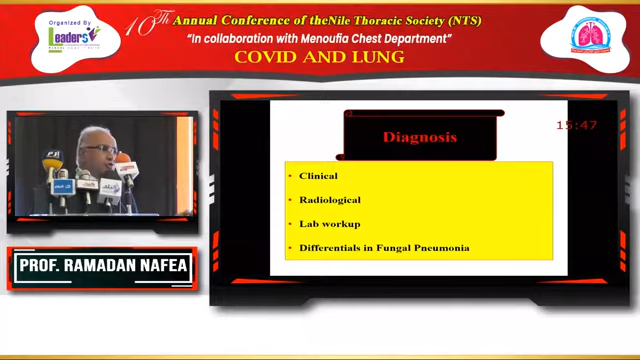 Organized By
Leaders
10Th Annual Conference of theNile Thoracic Society (NTS)
“In collaboration with Menoufia Chest Department”
COVID AND LUNG
15:47
Diagnosis
• Clinical
• Radiological
• Lab workup
• Differentials in Fungal Pneumonia
PROF. RAMADAN NAFEA